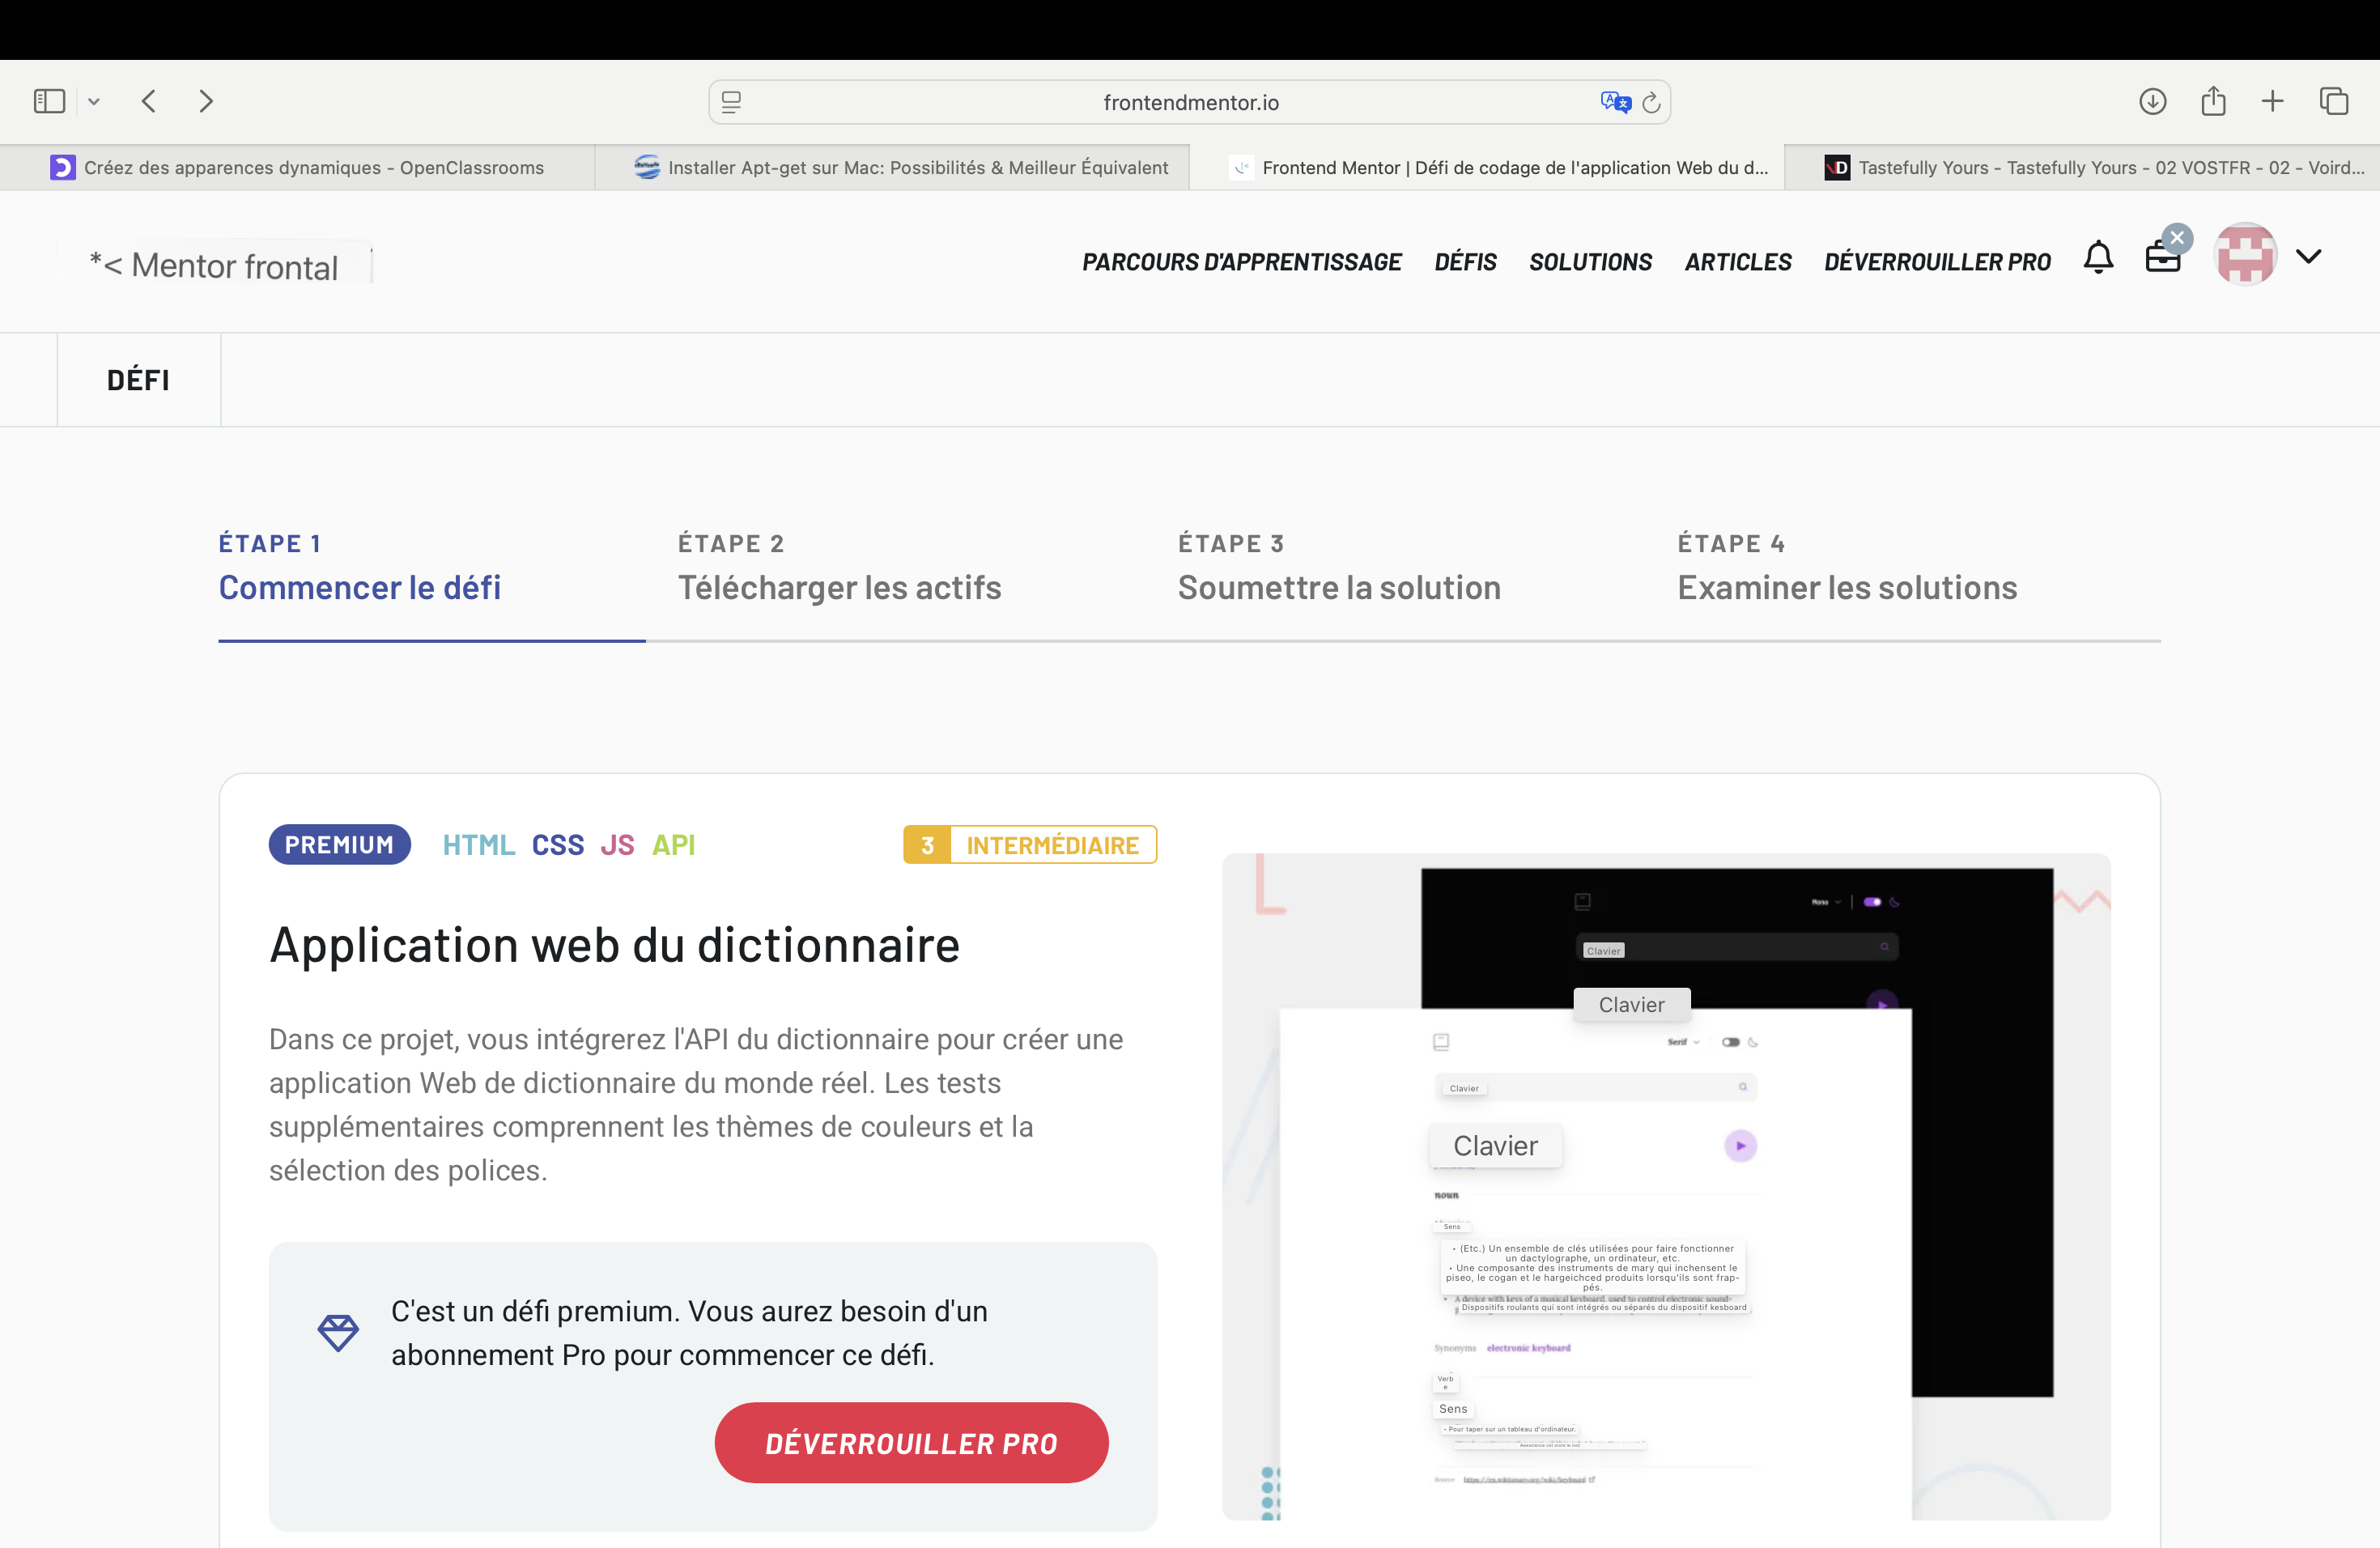 frontendmentor.io
Créez des apparences dynamiques - OpenClassrooms
Installer Apt-get sur Mac: Possibilités & Meilleur Équivalent
Frontend Mentor | Défi de codage de l'application Web du d...
Tastefully Yours - Tastefully Yours - 02 VOSTFR - 02 - Voird...
*< Mentor frontal
PARCOURS D'APPRENTISSAGE
DÉFIS
SOLUTIONS
ARTICLES
DÉVERROUILLER PRO
DÉFI
ÉTAPE 1
Commencer le défi
ÉTAPE 2
Télécharger les actifs
ÉTAPE 3
Soumettre la solution
ÉTAPE 4
Examiner les solutions
PREMIUM HTML CSS JS API
3 INTERMÉDIAIRE
Application web du dictionnaire
Dans ce projet, vous intégrerez l'API du dictionnaire pour créer une
application Web de dictionnaire du monde réel. Les tests
supplémentaires comprennent les thèmes de couleurs et la
sélection des polices.
C'est un défi premium. Vous aurez besoin d'un
abonnement Pro pour commencer ce défi.
DÉVERROUILLER PRO
Mono
Clavier
Clavier
Serif
Clavier
Clavier
noun
Sens
• (Etc.) Un ensemble de clés utilisées pour faire fonctionner
un dactylographe, un ordinateur, etc.
• Une composante des instruments de mary qui inchensent le
piseo, le cogan et le hargeichced produits lorsqu'ils sont frap-
pés.
A device with keys of a musical keyboard, used to control electronic sound-
Dispositifs roulants qui sont intégrés ou séparés du dispositif kesboard
Synonyms electronic keyboard
Verb
e
Sens
• Pour taper sur un tableau d'ordinateur.
Source https://en.wiktionary.org/wiki/keyboard